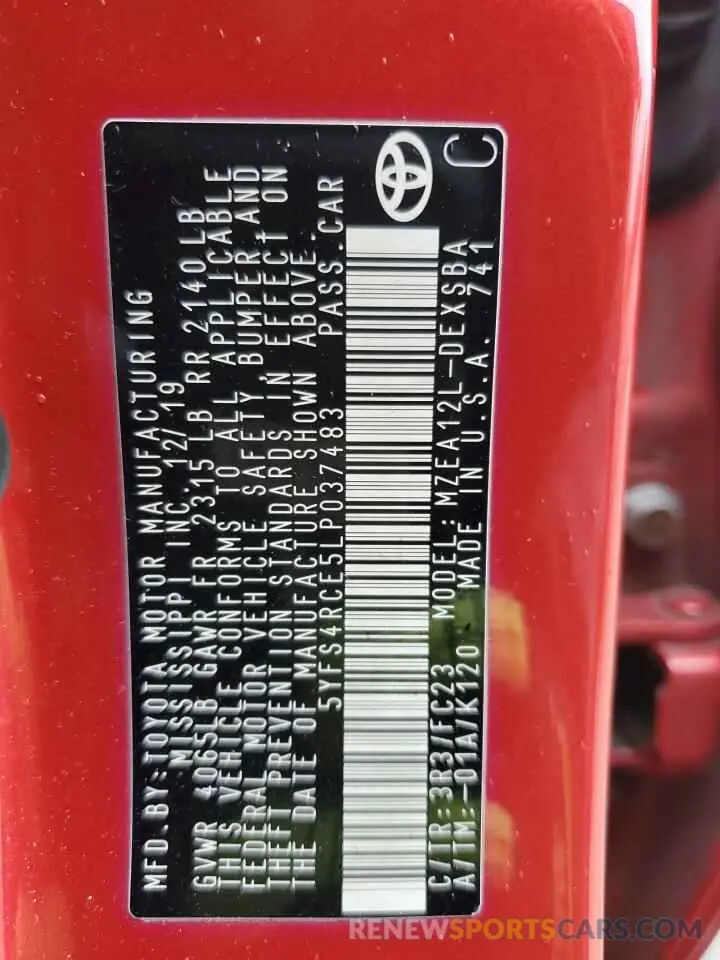 MFD.BY:TOYOTA MOTOR MANUFACTURING
MISSISSIPPI INC 12/19
GVWR 4065LB GAWR FR 2315 LB RR 2140LB
THIS VEHICLE CONFORMS TO ALL APPLICABLE
FEDERAL MOTOR VEHICLE SAFETY, BUMPER,AND
THEFT PREVENTION STANDARDS IN EFFECT ON
THE DATE OF MANUFACTURE SHOWN ABOVE.
5YFS4RCE5LP037483 PASS.CAR
C/TR:3R3/FC23 MODEL:MZEA12L-DEXSBA
A/TM:-01A/K120 MADE IN U.S.A. 741
C
RENEWSPORTSCARS.COM